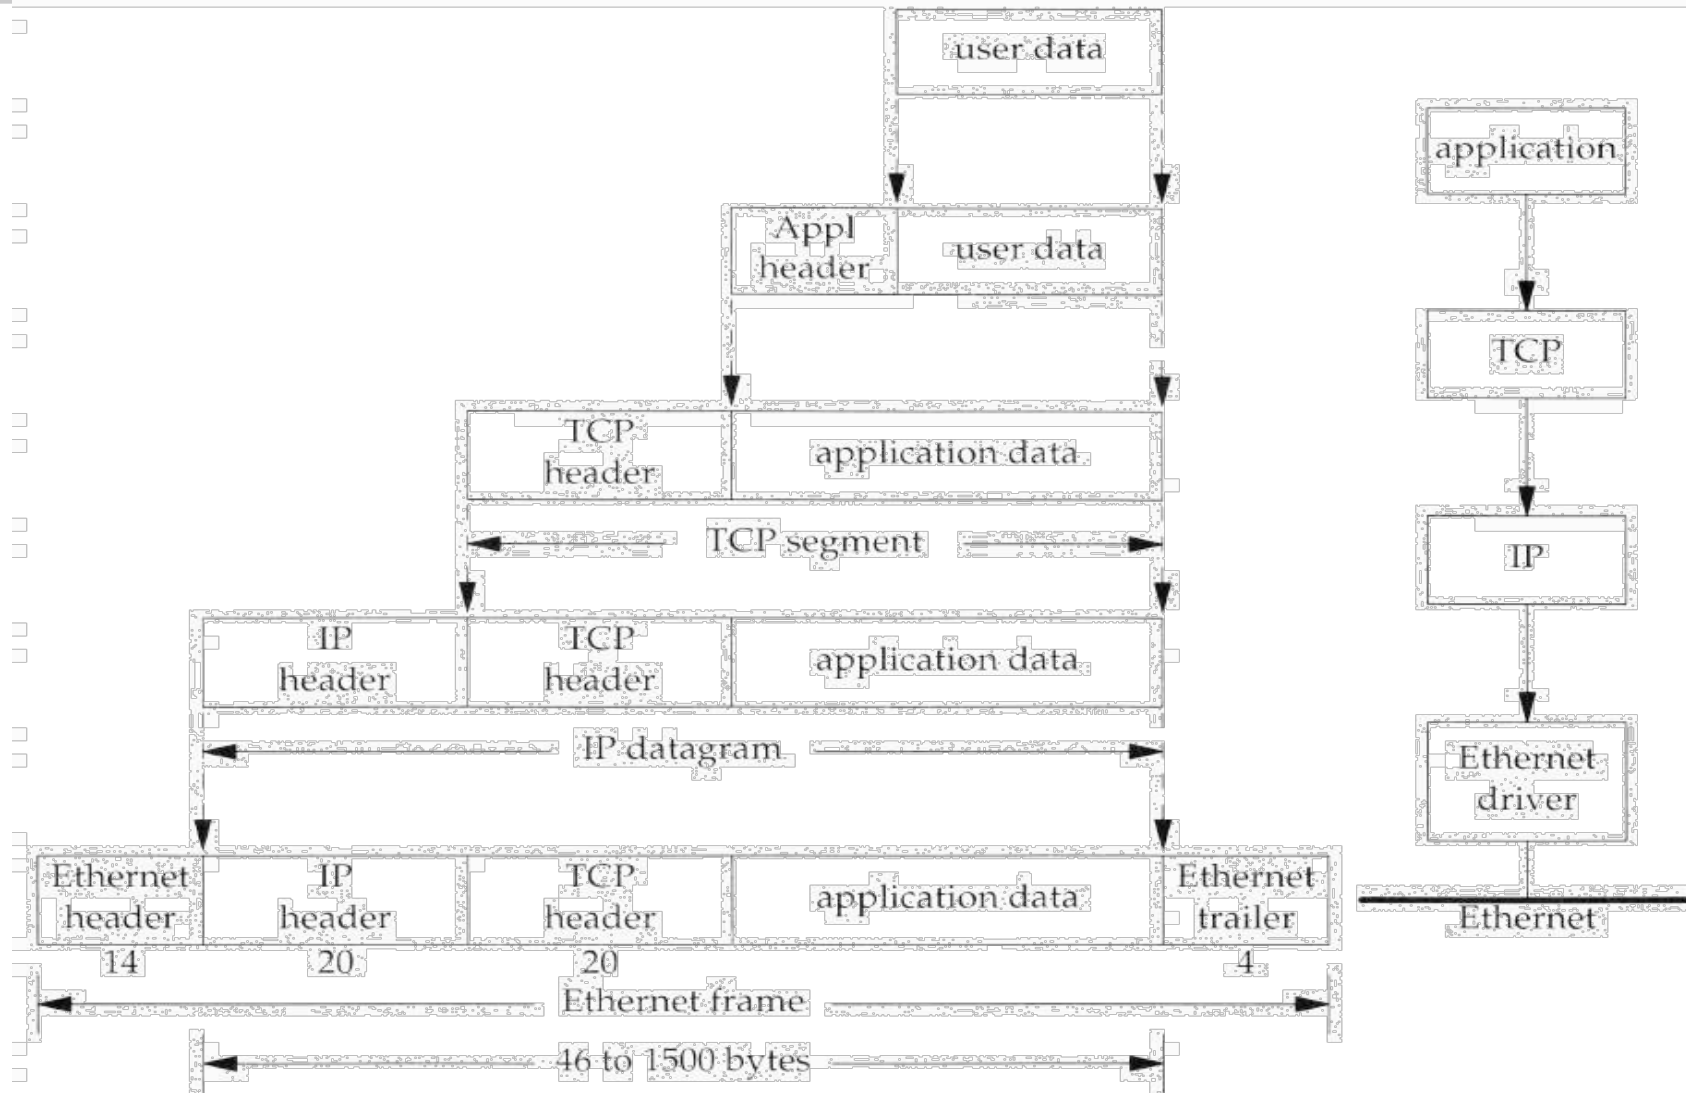 user data
application
Appl
header
user data
TCP
TCP
header
application data
TCP segment
IP
IP
header
TCP
header
application data
IP datagram
Ethernet
driver
Ethernet
header
IP
header
TCP
header
application data
Ethernet
trailer
Ethernet
14
20
20
4
Ethernet frame
46 to 1500 bytes